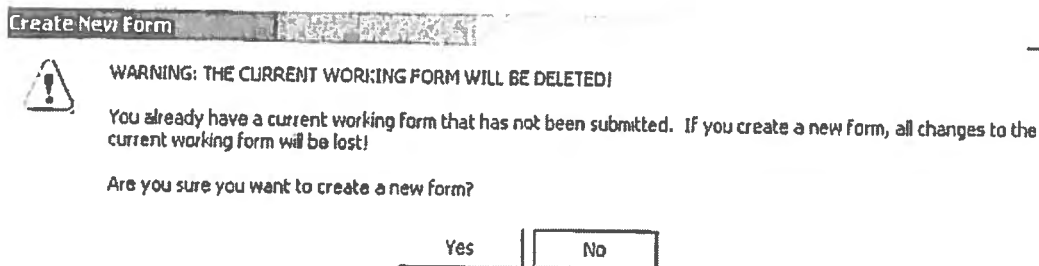 Create New Form
WARNING: THE CURRENT WORKING FORM WILL BE DELETED!
You already have a current working form that has not been submitted. If you create a new form, all changes to the
current working form will be lost!
Are you sure you want to create a new form?
Yes No